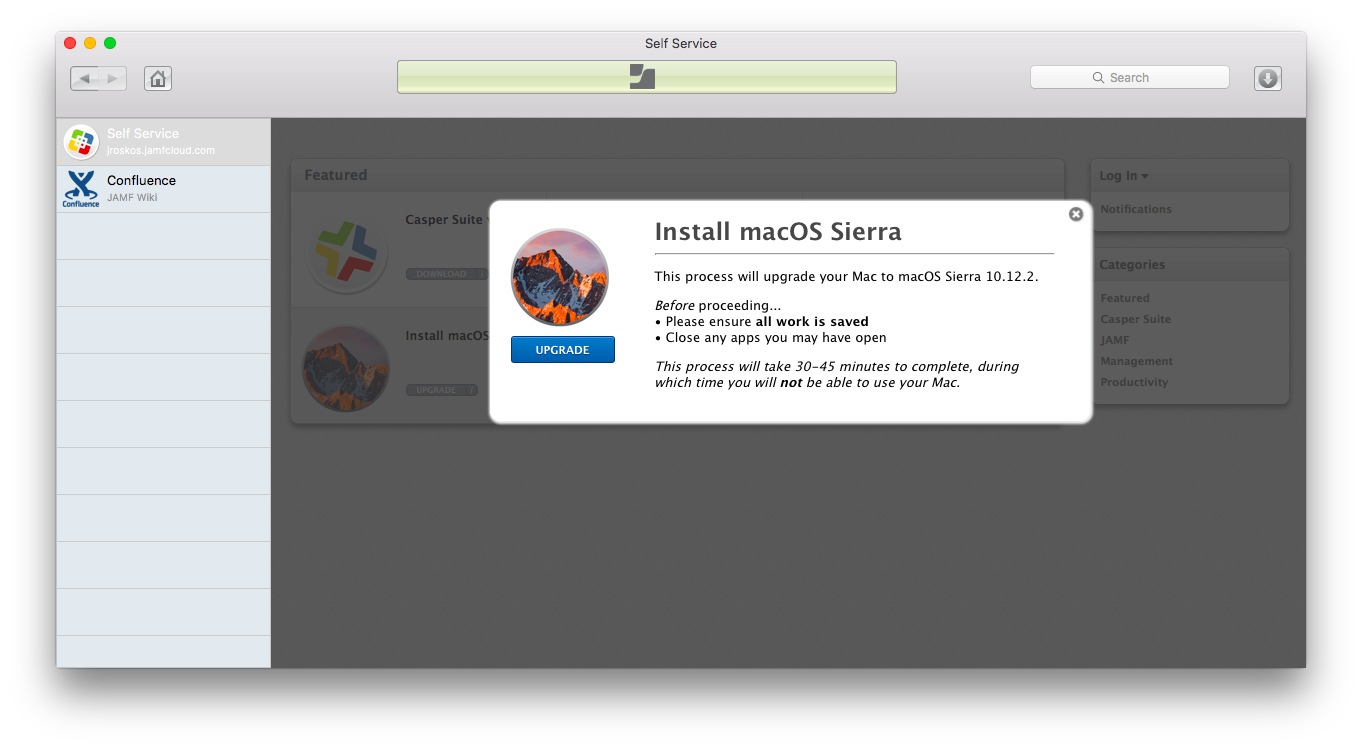 Self Service
Search
Self Service
jroskos.jamfcloud.com
Confluence
Confluence
JAMF Wiki
Featured
Casper Suite
DOWNLOAD i
Install macOS
UPGRADE i
Install macOS Sierra
This process will upgrade your Mac to macOS Sierra 10.12.2.
Before proceeding...
• Please ensure all work is saved
• Close any apps you may have open
This process will take 30-45 minutes to complete, during
which time you will not be able to use your Mac.
UPGRADE
Log In
Notifications
Categories
Featured
Casper Suite
JAMF
Management
Productivity